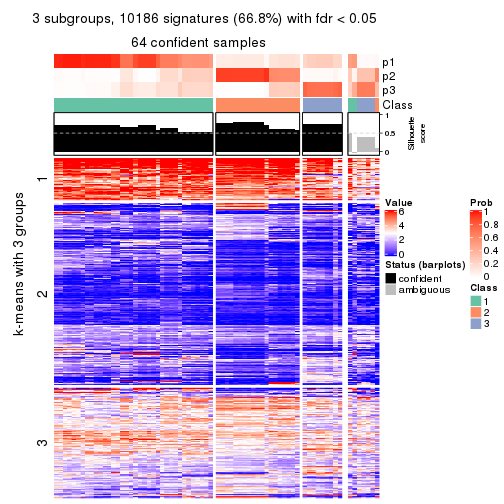 3 subgroups, 10186 signatures (66.8%) with fdr < 0.05
64 confident samples
p1
p2
p3
Class
1
0.5
0
Silhouette
score
k-means with 3 groups
1
2
3
Value
6
4
2
0
Status (barplots)
confident
ambiguous
Prob
1
0.8
0.6
0.4
0.2
0
Class
1
2
3